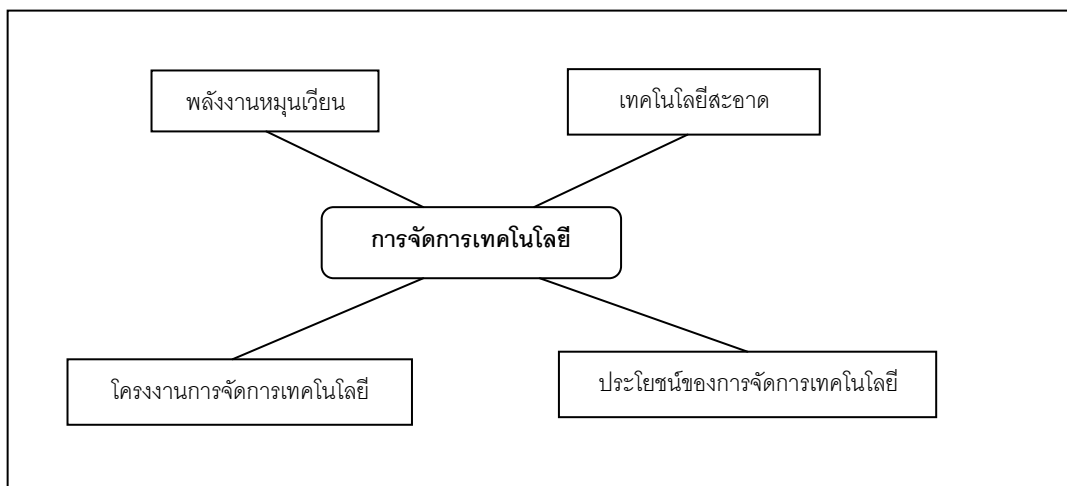 พลังงานหมุนเวียน
เทคโนโลยีสะอาด
การจัดการเทคโนโลยี
โครงงานการจัดการเทคโนโลยี
ประโยชน์ของการจัดการเทคโนโลยี